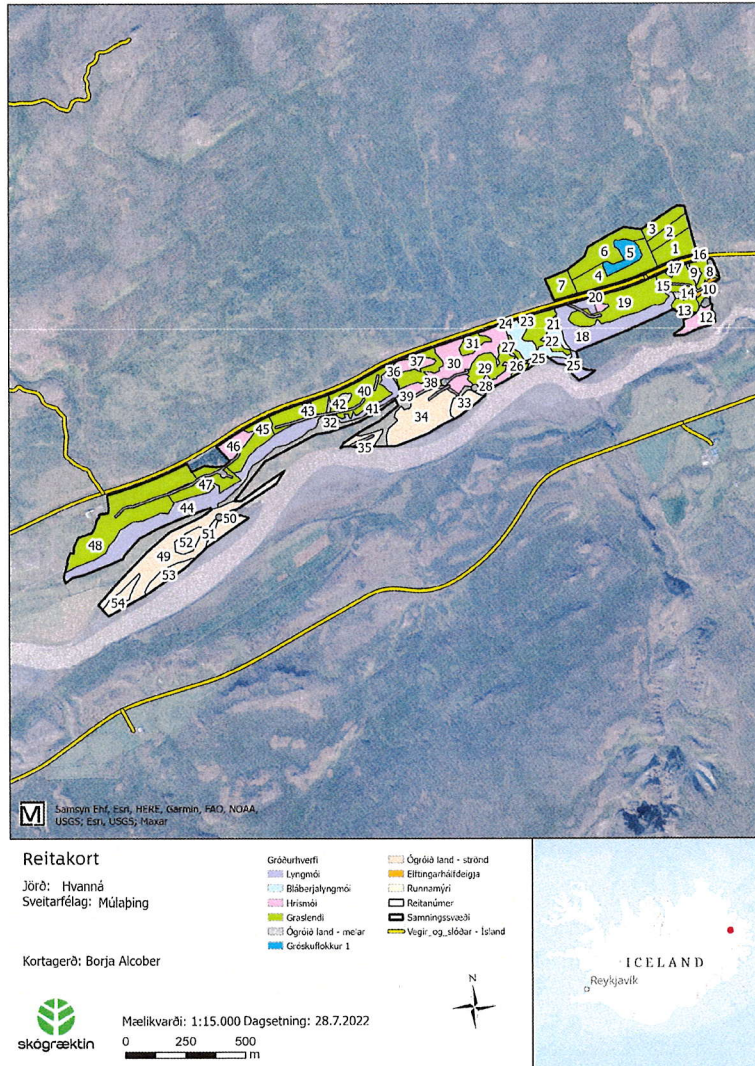 3
2
6
5
1
16
4
17
9
8
7
15
10
20
19
14
13
12
24
23
21
18
31
27
22
37
30
25
36
29
26
25
40
38
28
42
39
33
43
41
34
45
32
35
46
47
44
50
48
51
52
49
53
54
M
Samsyn Ehf, Esri, HERE, Garmin, FAO, NOAA,
USGS; Esri, USGS; Maxar
Reitakort
Jörð: Hvanná
Sveitarfélag: Múlaþing
Kortagerð: Borja Alcober
Gróðurhverfi
Lyngmói
Bláberjalyngmói
Hrísmói
Graslendi
Ógróið land - melar
Gróskuflokkur 1
Ógróið land - strönd
Elftingarhálfdeigja
Runnamýri
Reitanúmer
Samningssvæði
Vegir_og_slóðar - Ísland
ICELAND
Reykjavík
N
skógræktin
Mælikvarði: 1:15.000 Dagsetning: 28.7.2022
0 250 500
m